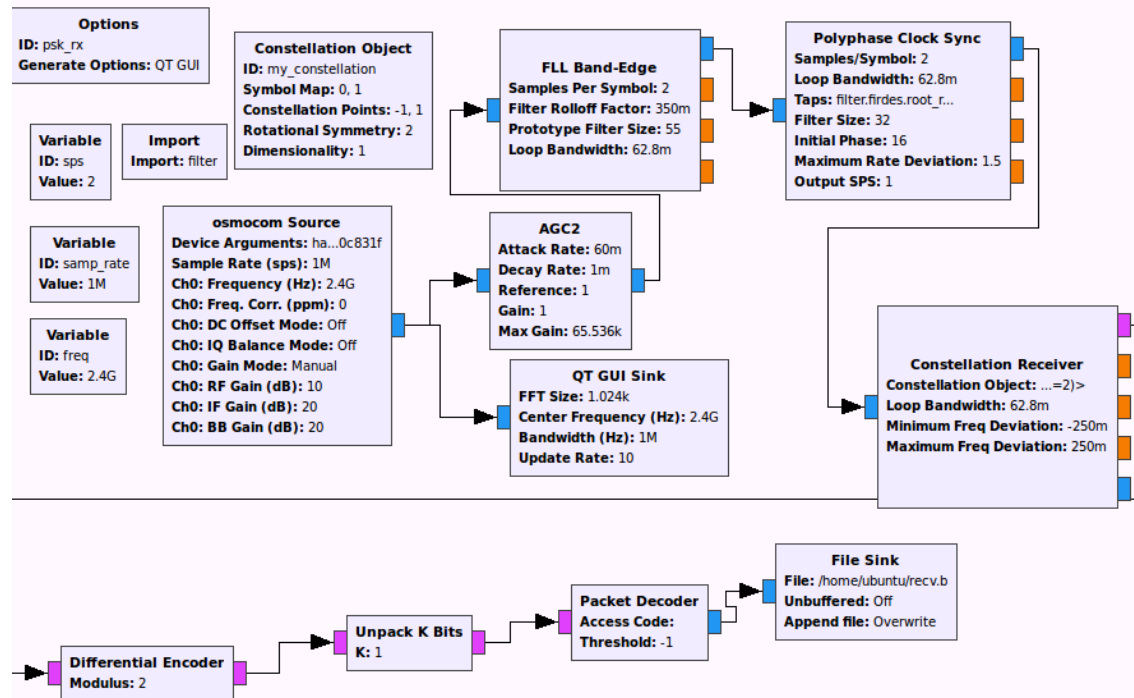 Options
ID: psk_rx
Generate Options: QT GUI
Constellation Object
ID: my_constellation
Symbol Map: 0, 1
Constellation Points: -1, 1
Rotational Symmetry: 2
Dimensionality: 1
FLL Band-Edge
Samples Per Symbol: 2
Filter Rolloff Factor: 350m
Prototype Filter Size: 55
Loop Bandwidth: 62.8m
Polyphase Clock Sync
Samples/Symbol: 2
Loop Bandwidth: 62.8m
Taps: filter.firdes.root_r...
Filter Size: 32
Initial Phase: 16
Maximum Rate Deviation: 1.5
Output SPS: 1
Variable
ID: sps
Value: 2
Import
Import: filter
Variable
ID: samp_rate
Value: 1M
Variable
ID: freq
Value: 2.4G
osmocom Source
Device Arguments: ha...0c831f
Sample Rate (sps): 1M
Ch0: Frequency (Hz): 2.4G
Ch0: Freq. Corr. (ppm): 0
Ch0: DC Offset Mode: Off
Ch0: IQ Balance Mode: Off
Ch0: Gain Mode: Manual
Ch0: RF Gain (dB): 10
Ch0: IF Gain (dB): 20
Ch0: BB Gain (dB): 20
AGC2
Attack Rate: 60m
Decay Rate: 1m
Reference: 1
Gain: 1
Max Gain: 65.536k
QT GUI Sink
FFT Size: 1.024k
Center Frequency (Hz): 2.4G
Bandwidth (Hz): 1M
Update Rate: 10
Constellation Receiver
Constellation Object: ...=2)>
Loop Bandwidth: 62.8m
Minimum Freq Deviation: -250m
Maximum Freq Deviation: 250m
Differential Encoder
Modulus: 2
Unpack K Bits
K: 1
Packet Decoder
Access Code:
Threshold: -1
File Sink
File: /home/ubuntu/recv.b
Unbuffered: Off
Append file: Overwrite